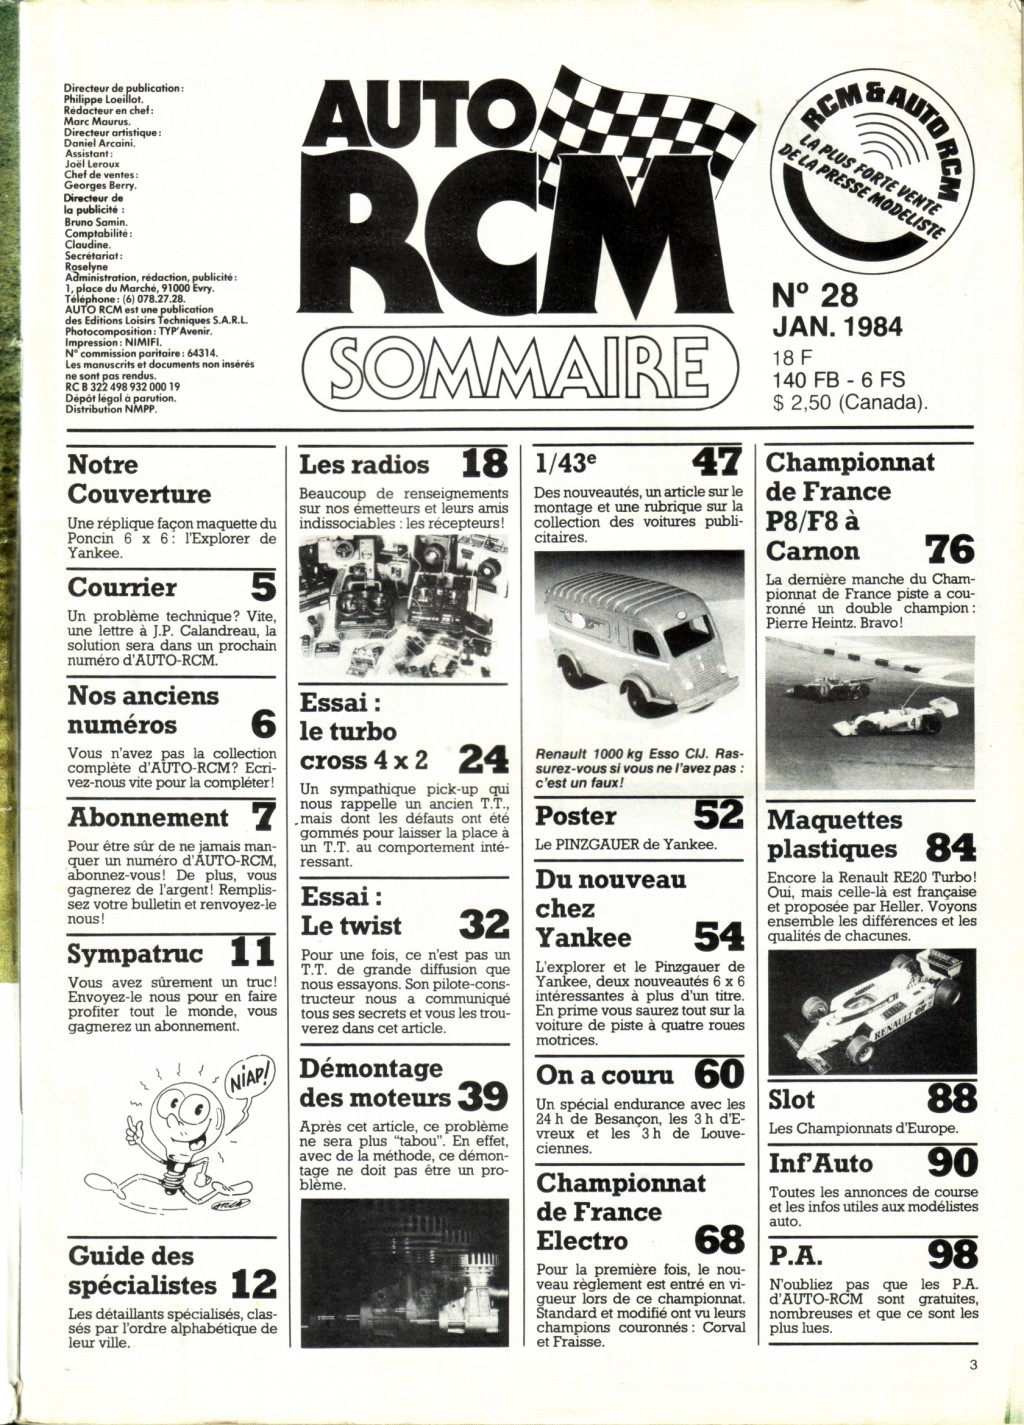 Directeur de publication :
Philippe Loeillot.
Rédacteur en chef :
Marc Maurus.
Directeur artistique :
Daniel Arcaini.
Assistant :
Joël Leroux
Chef de ventes :
Georges Berry.
Directeur de
la publicité :
Bruno Samin.
Comptabilité :
Claudine.
Secrétariat :
Roselyne
Administration, rédaction, publicité :
1, place du Marché, 91000 Evry.
Téléphone : (6) 078.27.28.
AUTO RCM est une publication
des Editions Loisirs Techniques S.A.R.L.
Photocomposition : TYP'Avenir.
Impression : NIMIFI.
N° commission paritaire : 64314.
Les manuscrits et documents non insérés
ne sont pas rendus.
RC B 322 498 932 000 19
Dépôt légal à parution.
Distribution NMPP.
AUTO
RCM
SOMMAIRE
RCM & AUTO RCM
LA PLUS FORTE VENTE
DE LA PRESSE MODELISTE
N° 28
JAN. 1984
18 F
140 FB - 6 FS
$ 2,50 (Canada).
Notre
Couverture
Une réplique façon maquette du
Poncin 6 x 6 : l'Explorer de
Yankee.
Courrier 5
Un problème technique? Vite,
une lettre à J.P. Calandreau, la
solution sera dans un prochain
numéro d'AUTO-RCM.
Nos anciens
numéros 6
Vous n'avez pas la collection
complète d'AUTO-RCM? Ecri-
vez-nous vite pour la compléter!
Abonnement 7
Pour être sûr de ne jamais man-
quer un numéro d'AUTO-RCM,
abonnez-vous! De plus, vous
gagnerez de l'argent! Remplis-
sez votre bulletin et renvoyez-le
nous!
Sympatruc 11
Vous avez sûrement un truc!
Envoyez-le nous pour en faire
profiter tout le monde, vous
gagnerez un abonnement.
NIAP!
Guide des
spécialistes 12
Les détaillants spécialisés, clas-
sés par l'ordre alphabétique de
leur ville.
Les radios 18
Beaucoup de renseignements
sur nos émetteurs et leurs amis
indissociables : les récepteurs!
Essai :
le turbo
cross 4 x 2 24
Un sympathique pick-up qui
nous rappelle un ancien T.T.,
mais dont les défauts ont été
gommés pour laisser la place à
un T.T. au comportement inté-
ressant.
Essai :
Le twist 32
Pour une fois, ce n'est pas un
T.T. de grande diffusion que
nous essayons. Son pilote-cons-
tructeur nous a communiqué
tous ses secrets et vous les trou-
verez dans cet article.
Démontage
des moteurs 39
Après cet article, ce problème
ne sera plus "tabou". En effet,
avec de la méthode, ce démon-
tage ne doit pas être un pro-
blème.
1/43e 47
Des nouveautés, un article sur le
montage et une rubrique sur la
collection des voitures publi-
citaires.
Renault 1000 kg Esso CIJ. Ras-
surez-vous si vous ne l'avez pas :
c'est un faux!
Poster 52
Le PINZGAUER de Yankee.
Du nouveau
chez
Yankee 54
L'explorer et le Pinzgauer de
Yankee, deux nouveautés 6 x 6
intéressantes à plus d'un titre.
En prime vous saurez tout sur la
voiture de piste à quatre roues
motrices.
On a couru 60
Un spécial endurance avec les
24 h de Besançon, les 3 h d'E-
vreux et les 3 h de Louve-
ciennes.
Championnat
de France
Electro 68
Pour la première fois, le nou-
veau règlement est entré en vi-
gueur lors de ce championnat.
Standard et modifié ont vu leurs
champions couronnés : Corval
et Fraisse.
Championnat
de France
P8/F8 à
Carnon 76
La dernière manche du Cham-
pionnat de France piste a cou-
ronné un double champion :
Pierre Heintz. Bravo!
4
Maquettes
plastiques 84
Encore la Renault RE20 Turbo!
Oui, mais celle-là est française
et proposée par Heller. Voyons
ensemble les différences et les
qualités de chacunes.
RENAULT
Slot 88
Les Championnats d'Europe.
Inf'Auto 90
Toutes les annonces de course
et les infos utiles aux modélistes
auto.
P.A. 98
N'oubliez pas que les P.A.
d'AUTO-RCM sont gratuites,
nombreuses et que ce sont les
plus lues.
3